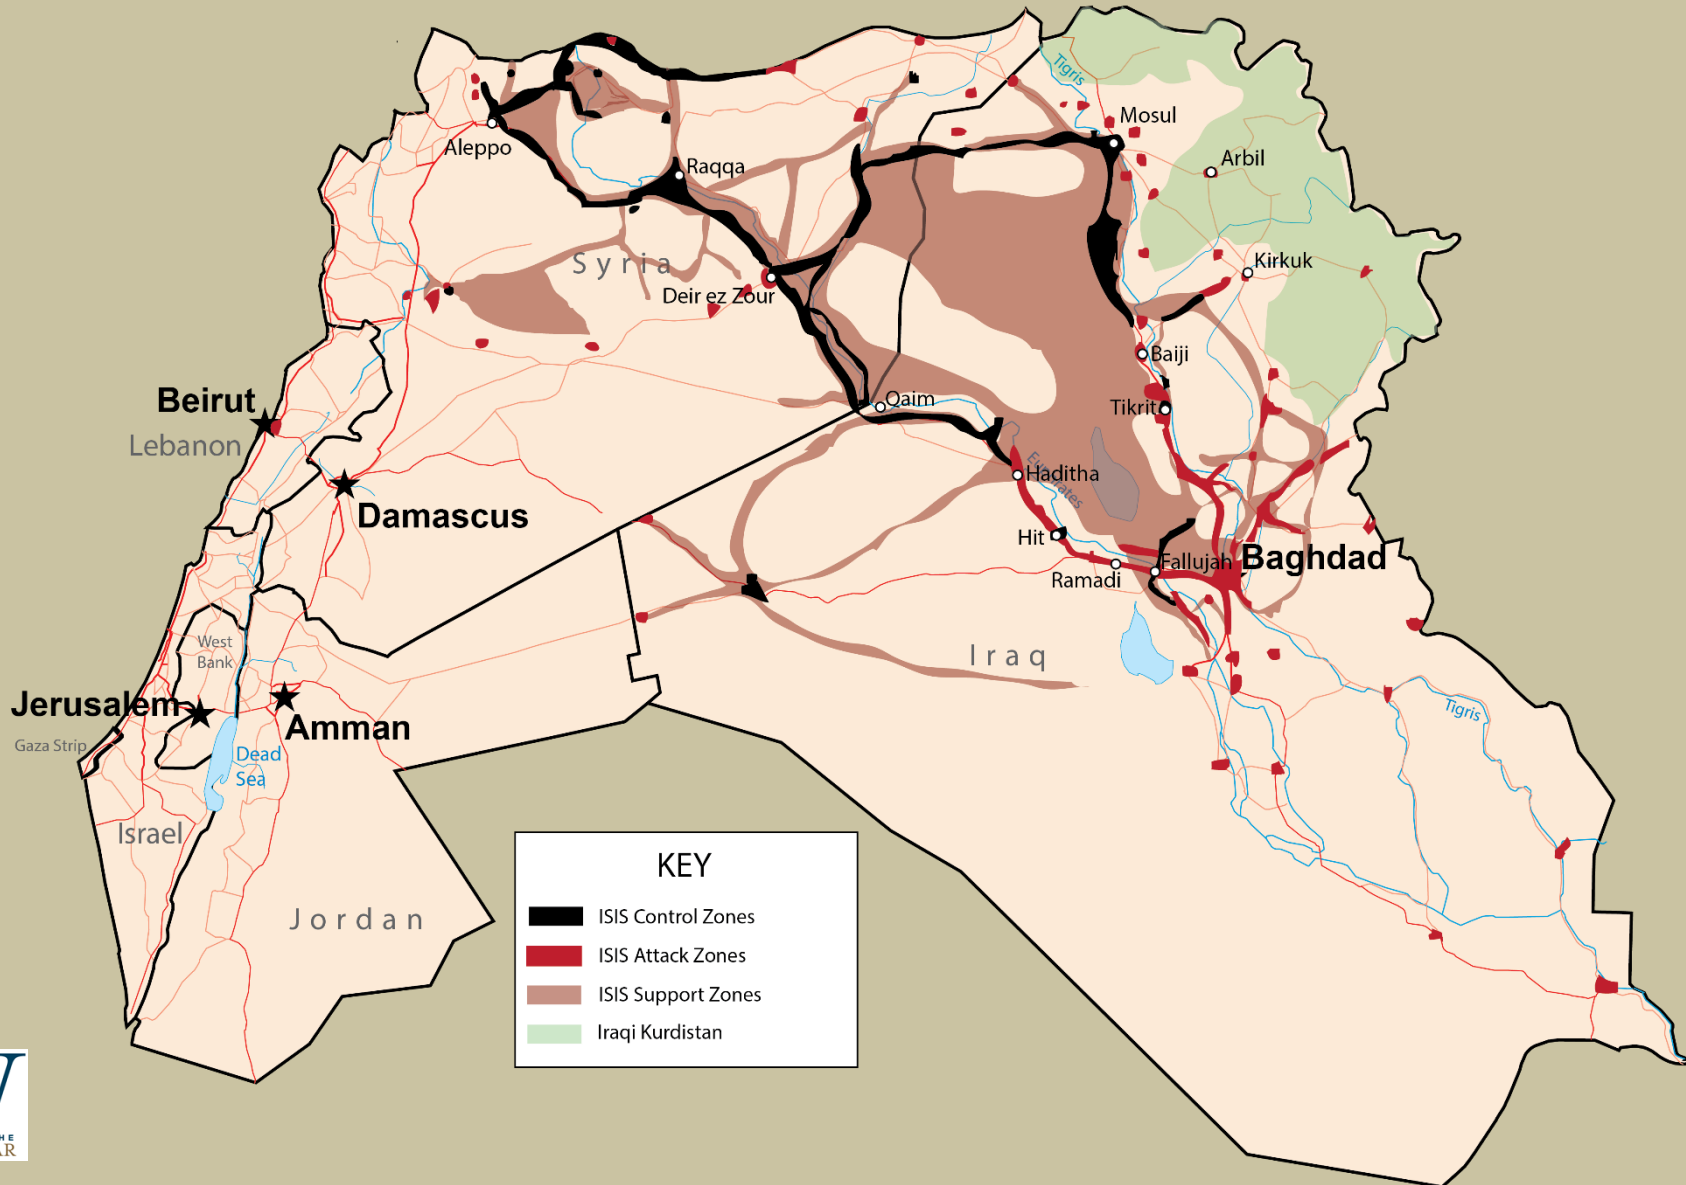 Tigris
Mosul
Aleppo
Arbil
Raqqa
Syria
Kirkuk
Deir ez Zour
Baiji
Beirut
Qaim
Tikrit
Lebanon
Haditha
Euphrates
Damascus
Hit
Fallujah
Baghdad
Ramadi
West
Bank
Iraq
Jerusalem
Amman
Tigris
Gaza Strip
Dead
Sea
Israel
KEY
Jordan
ISIS Control Zones
ISIS Attack Zones
ISIS Support Zones
Iraqi Kurdistan